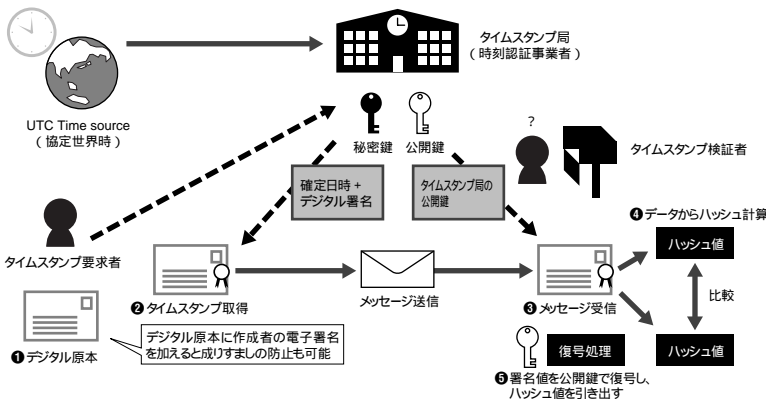 タイムスタンプ局
（時刻認証事業者）
UTC Time source
（協定世界時）
秘密鍵
公開鍵
?
タイムスタンプ検証者
確定日時 +
デジタル署名
タイムスタンプ局の
公開鍵
タイムスタンプ要求者
❹データからハッシュ計算
ハッシュ値
比較
❷タイムスタンプ取得
メッセージ送信
❸メッセージ受信
❶デジタル原本
デジタル原本に作成者の電子署名
を加えると成りすましの防止も可能
復号処理
ハッシュ値
❺署名値を公開鍵で復号し、
ハッシュ値を引き出す